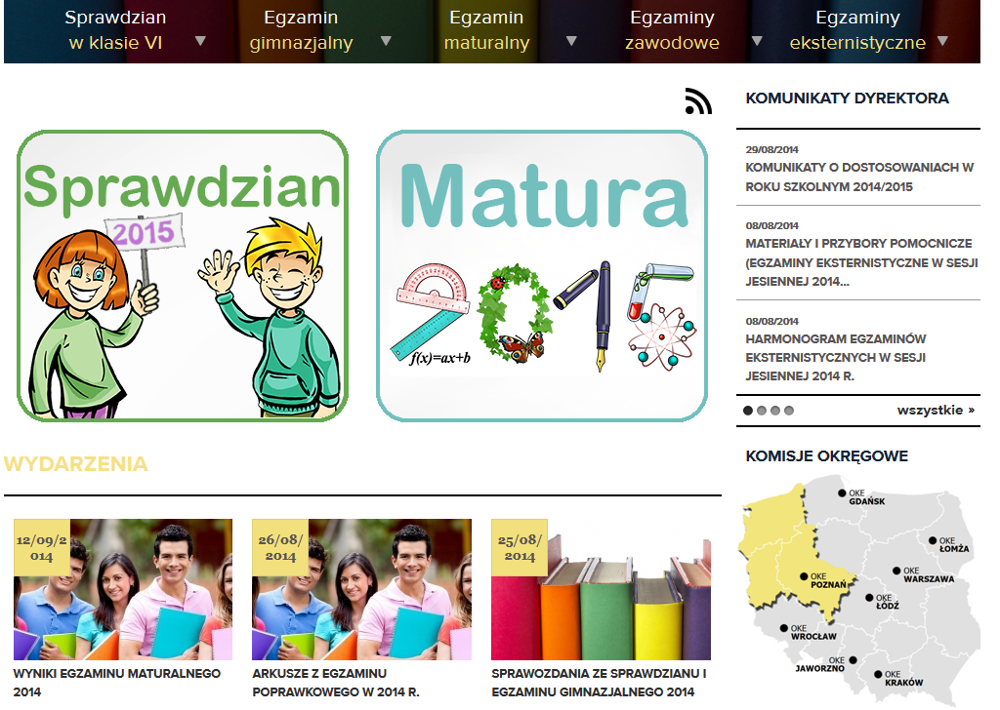 Sprawdzian
w klasie VI
Egzamin
gimnazjalny
Egzamin
maturalny
Egzaminy
zawodowe
Egzaminy
eksternistyczne
Sprawdzian
2015
Matura
2015
f(x)=ax+b
KOMUNIKATY DYREKTORA
29/08/2014
KOMUNIKATY O DOSTOSOWANIACH W
ROKU SZKOLNYM 2014/2015
08/08/2014
MATERIAŁY I PRZYBORY POMOCNICZE
(EGZAMINY EKSTERNISTYCZNE W SESJI
JESIENNEJ 2014...
08/08/2014
HARMONOGRAM EGZAMINÓW
EKSTERNISTYCZNYCH W SESJI
JESIENNEJ 2014 R.
wszystkie »
WYDARZENIA
12/09/2
014
WYNIKI EGZAMINU MATURALNEGO
2014
26/08/
2014
ARKUSZE Z EGZAMINU
POPRAWKOWEGO W 2014 R.
25/08/
2014
SPRAWOZDANIA ZE SPRAWDZIANU I
EGZAMINU GIMNAZJALNEGO 2014
KOMISJE OKRĘGOWE
OKE
GDAŃSK
OKE
ŁOMŻA
OKE
WARSZAWA
OKE
POZNAŃ
OKE
ŁÓDŹ
OKE
WROCŁAW
OKE
JAWORZNO
OKE
KRAKÓW